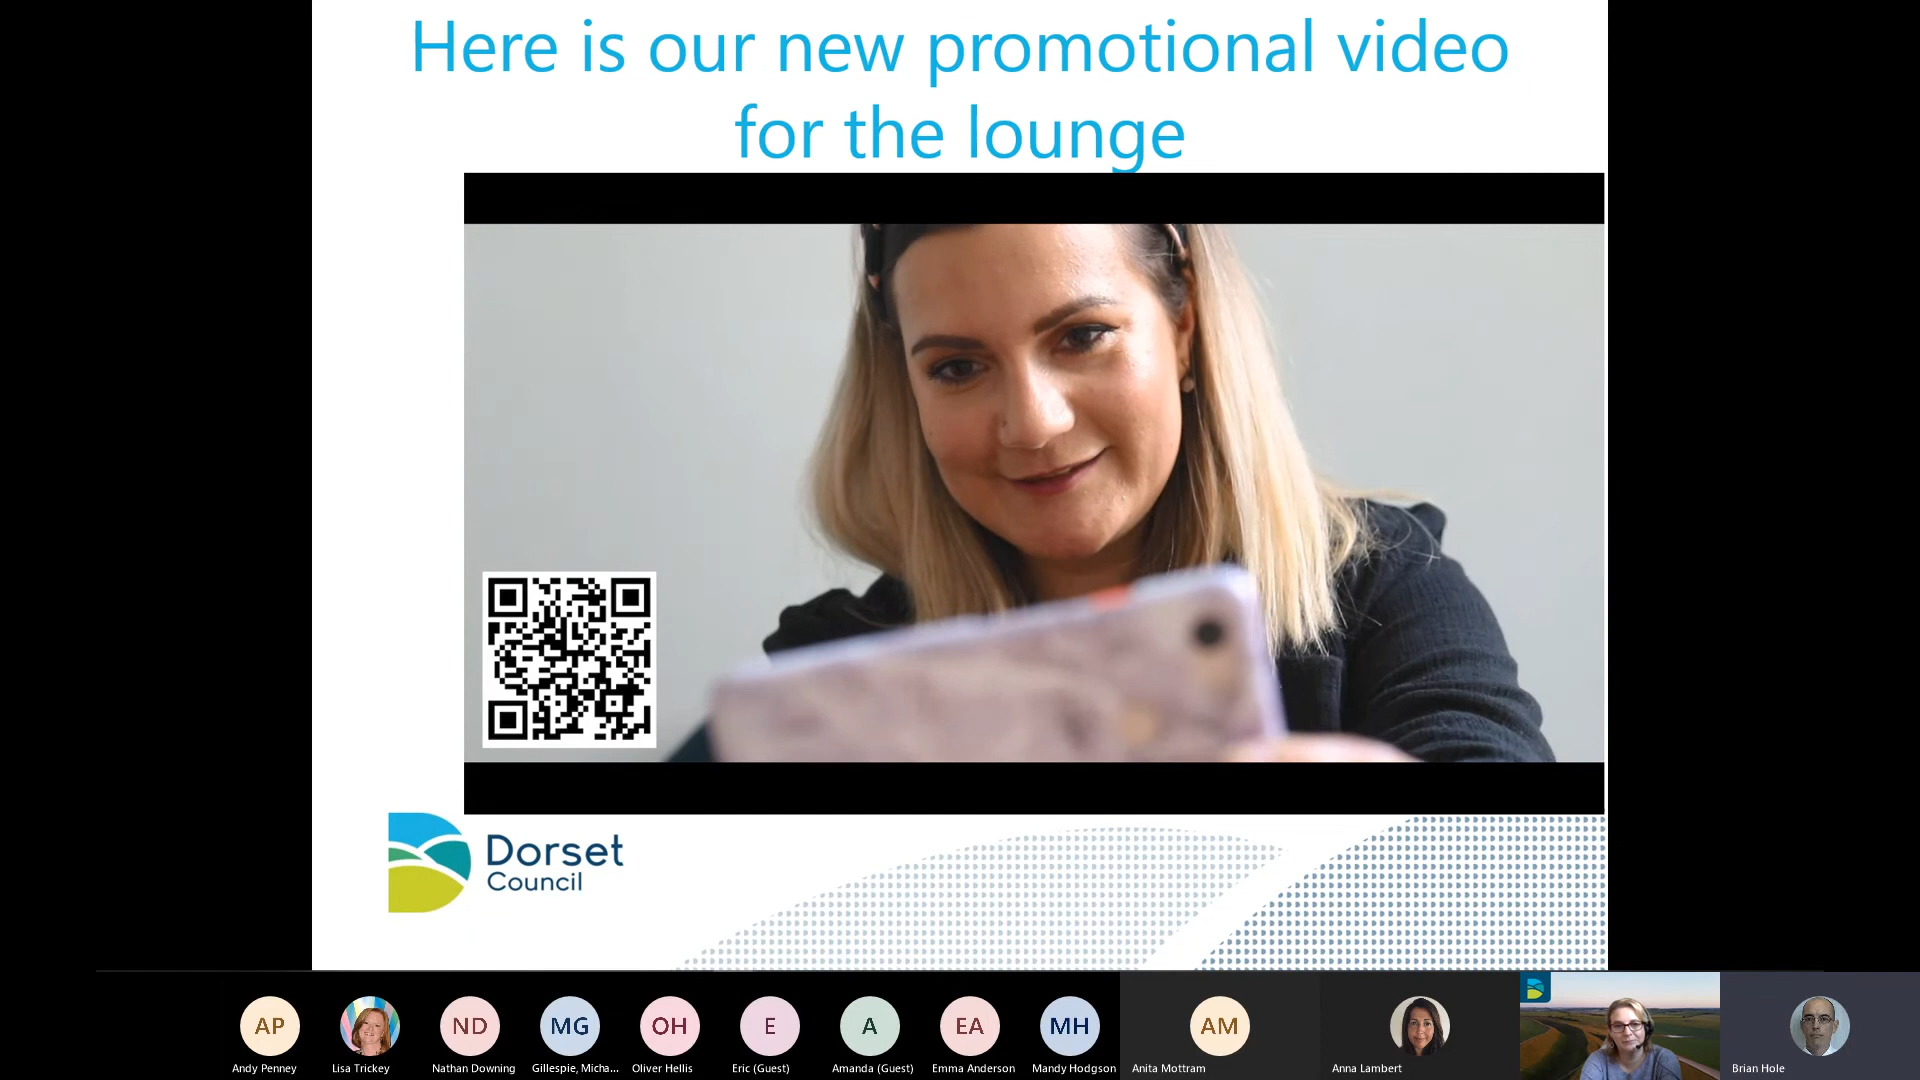 Here is our new promotional video
for the lounge
Dorset
Council
AP
ND
MG
OH
E
A
EA
MH
AM
Andy Penney
Lisa Trickey
Nathan Downing
Gillespie, Micha...
Oliver Hellis
Eric (Guest)
Amanda (Guest)
Emma Anderson
Mandy Hodgson
Anita Mottram
Anna Lambert
Brian Hole